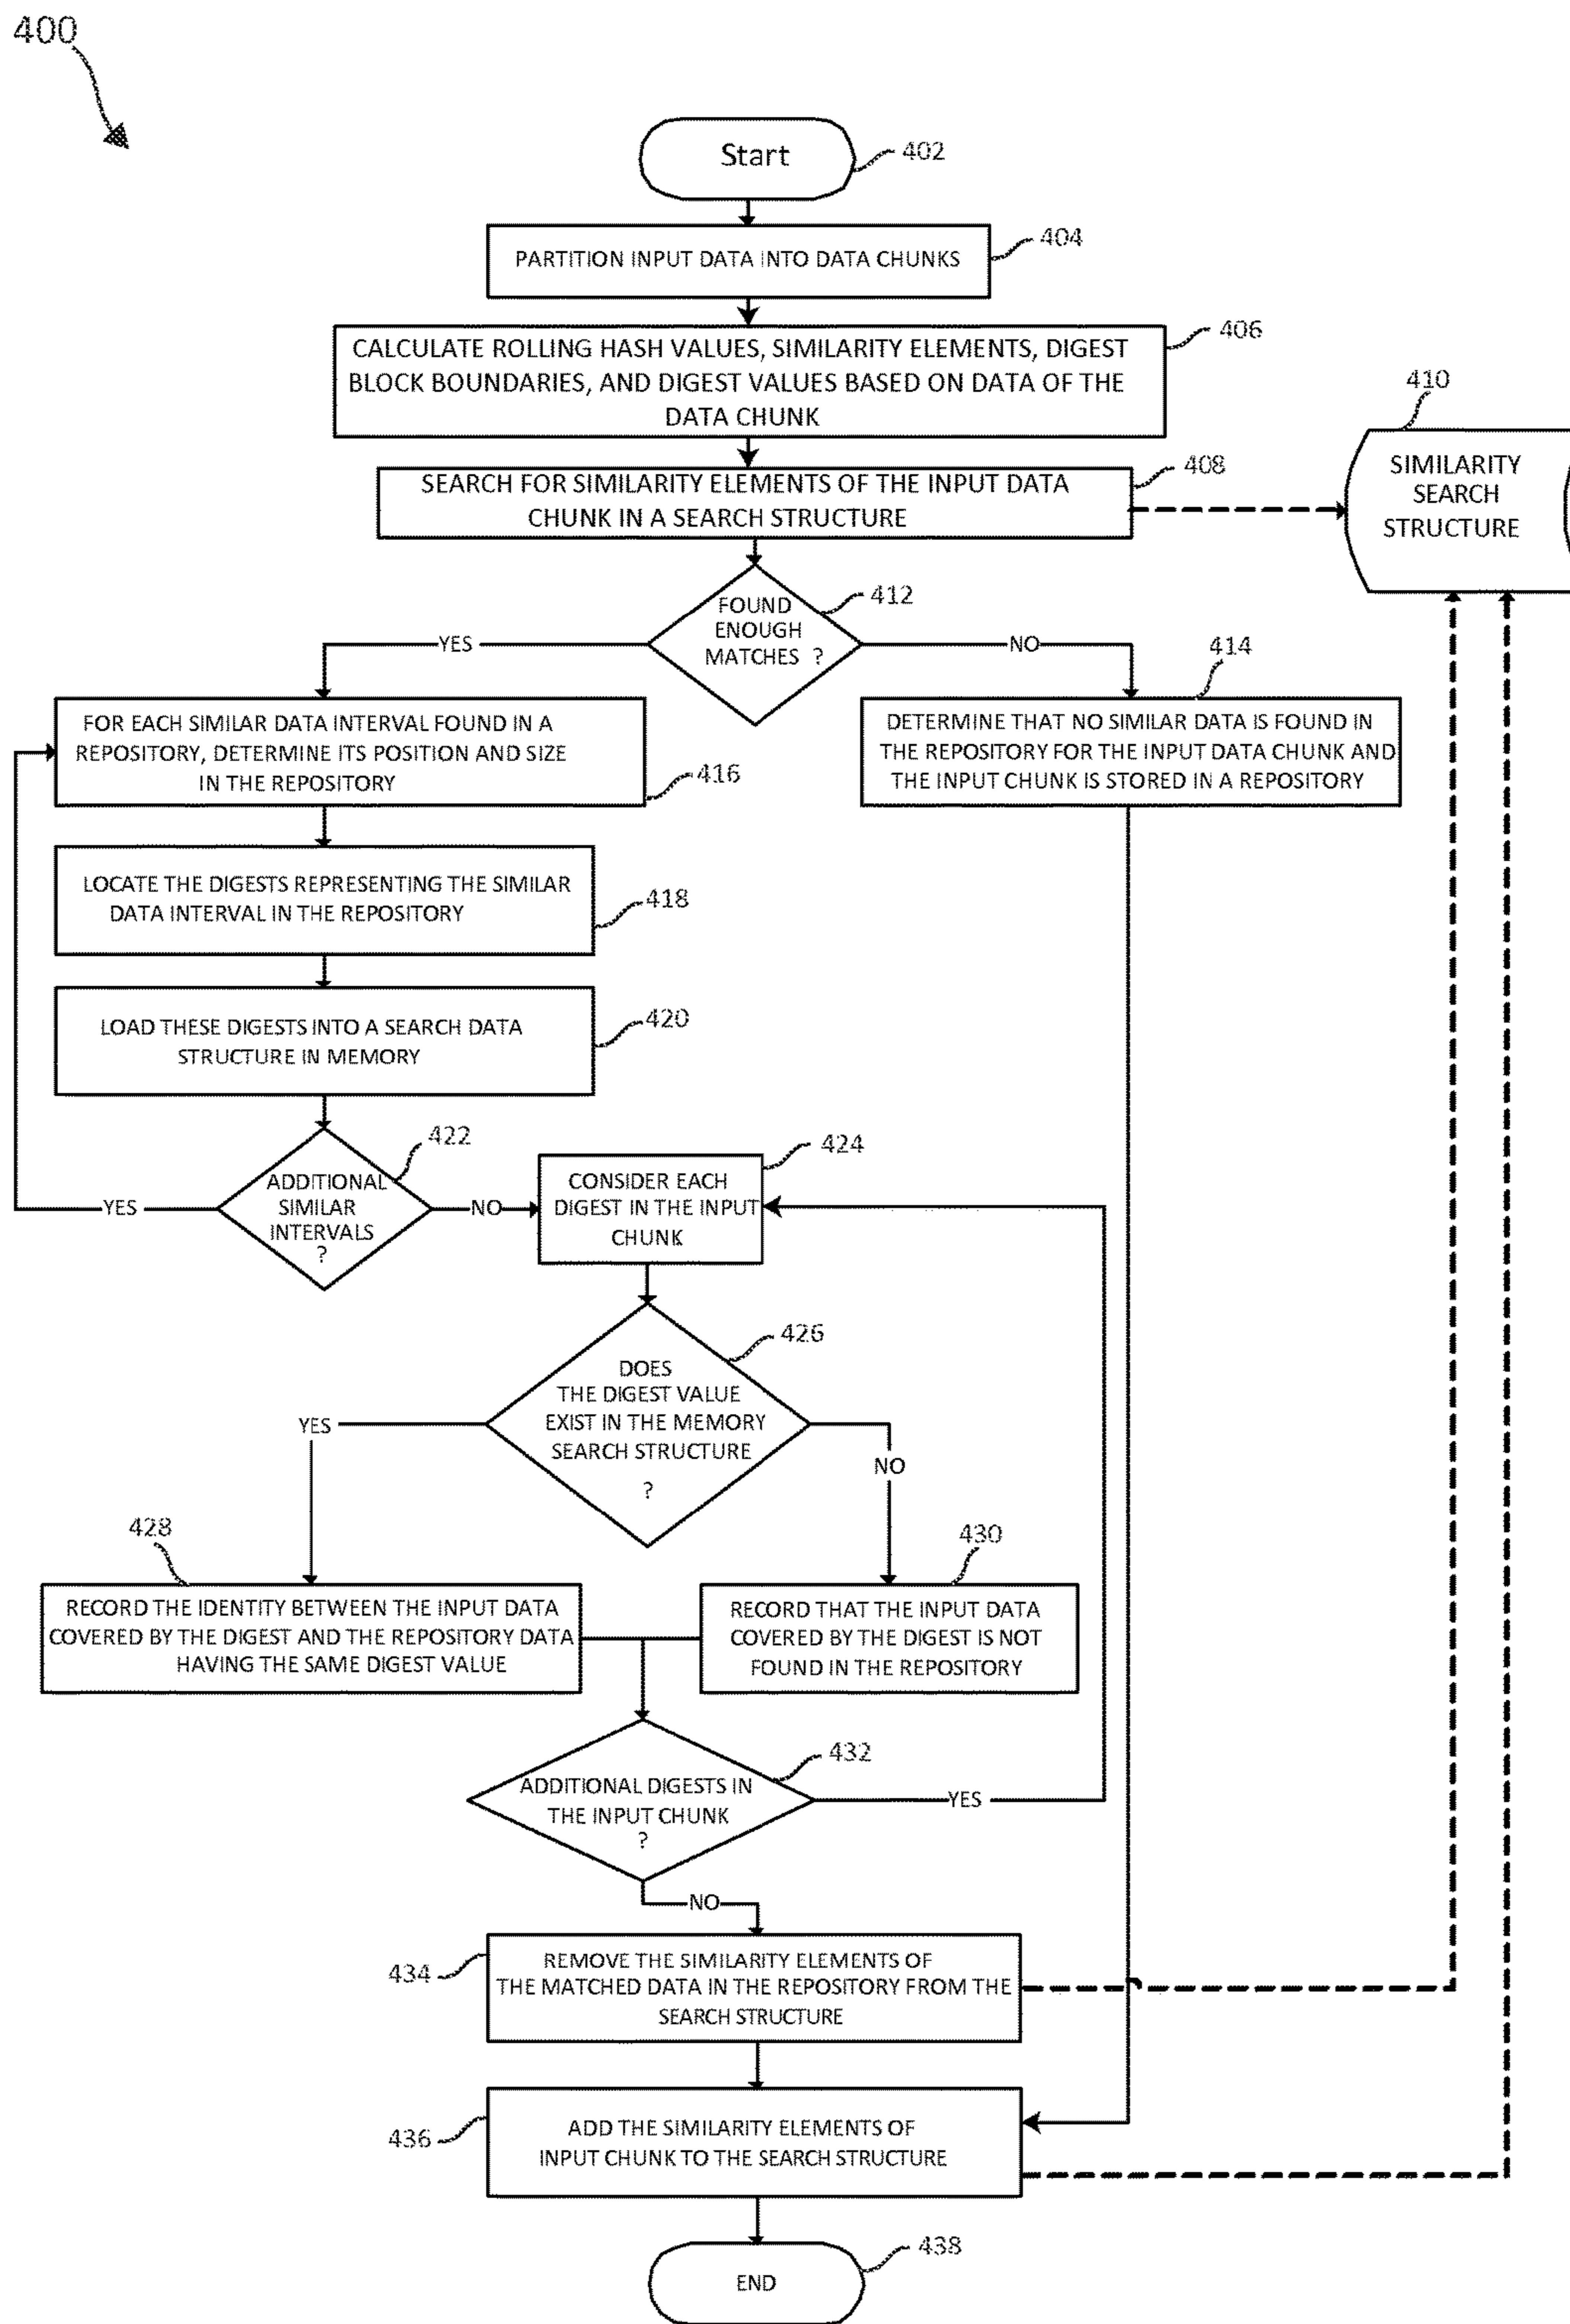 400
Start
402
PARTITION INPUT DATA INTO DATA CHUNKS
404
CALCULATE ROLLING HASH VALUES, SIMILARITY ELEMENTS, DIGEST
BLOCK BOUNDARIES, AND DIGEST VALUES BASED ON DATA OF THE
DATA CHUNK
406
SEARCH FOR SIMILARITY ELEMENTS OF THE INPUT DATA
CHUNK IN A SEARCH STRUCTURE
408
410
SIMILARITY
SEARCH
STRUCTURE
FOUND
ENOUGH
MATCHES ?
412
YES
NO
414
FOR EACH SIMILAR DATA INTERVAL FOUND IN A
REPOSITORY, DETERMINE ITS POSITION AND SIZE
IN THE REPOSITORY
416
DETERMINE THAT NO SIMILAR DATA IS FOUND IN
THE REPOSITORY FOR THE INPUT DATA CHUNK AND
THE INPUT CHUNK IS STORED IN A REPOSITORY
LOCATE THE DIGESTS REPRESENTING THE SIMILAR
DATA INTERVAL IN THE REPOSITORY
418
LOAD THESE DIGESTS INTO A SEARCH DATA
STRUCTURE IN MEMORY
420
ADDITIONAL
SIMILAR
INTERVALS
?
422
YES
NO
424
CONSIDER EACH
DIGEST IN THE INPUT
CHUNK
426
DOES
THE DIGEST VALUE
EXIST IN THE MEMORY
SEARCH STRUCTURE
?
YES
NO
428
RECORD THE IDENTITY BETWEEN THE INPUT DATA
COVERED BY THE DIGEST AND THE REPOSITORY DATA
HAVING THE SAME DIGEST VALUE
430
RECORD THAT THE INPUT DATA
COVERED BY THE DIGEST IS NOT
FOUND IN THE REPOSITORY
432
ADDITIONAL DIGESTS IN
THE INPUT CHUNK
?
YES
NO
434
REMOVE THE SIMILARITY ELEMENTS OF
THE MATCHED DATA IN THE REPOSITORY FROM THE
SEARCH STRUCTURE
436
ADD THE SIMILARITY ELEMENTS OF
INPUT CHUNK TO THE SEARCH STRUCTURE
438
END